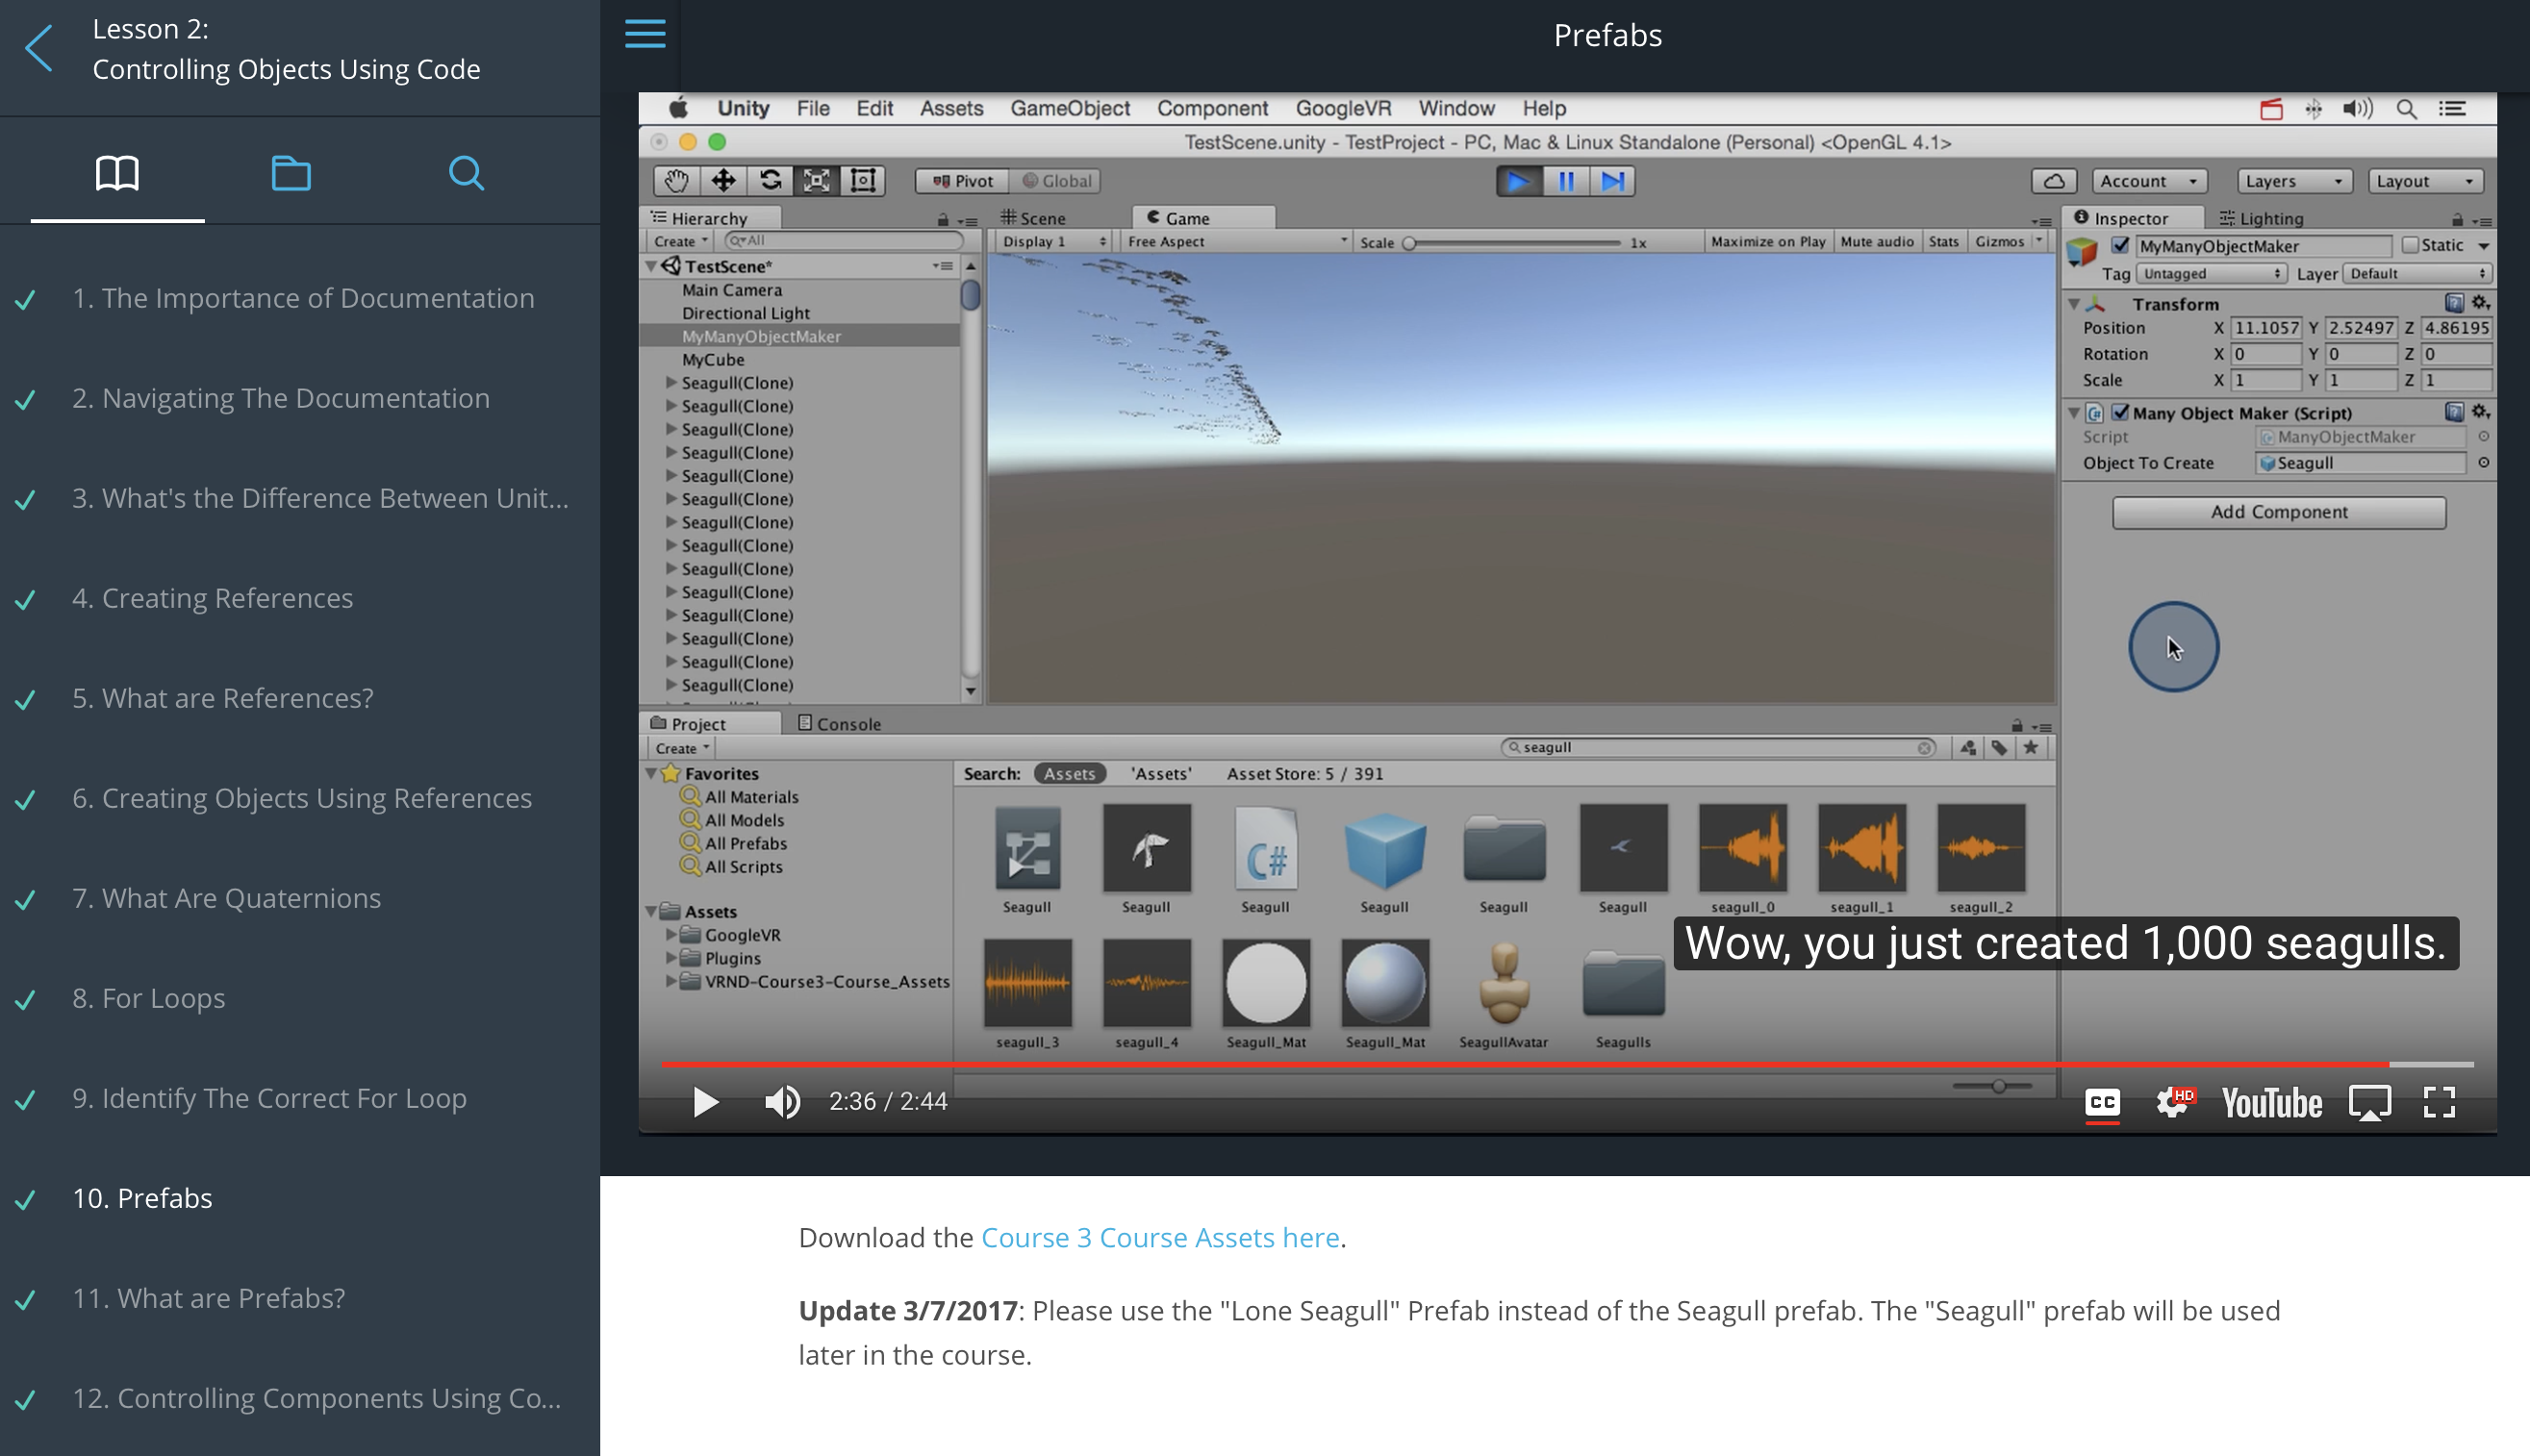 Lesson 2:
Controlling Objects Using Code
1. The Importance of Documentation
2. Navigating The Documentation
3. What's the Difference Between Unit...
4. Creating References
5. What are References?
6. Creating Objects Using References
7. What Are Quaternions
8. For Loops
9. Identify The Correct For Loop
10. Prefabs
11. What are Prefabs?
12. Controlling Components Using Co...
Prefabs
Unity File Edit Assets GameObject Component GoogleVR Window Help
TestScene.unity - TestProject - PC, Mac & Linux Standalone (Personal) <OpenGL 4.1>
Pivot Global Account Layers Layout
Hierarchy
Create All
TestScene*
Main Camera
Directional Light
MyManyObjectMaker
MyCube
Seagull(Clone)
Seagull(Clone)
Seagull(Clone)
Seagull(Clone)
Seagull(Clone)
Seagull(Clone)
Seagull(Clone)
Seagull(Clone)
Seagull(Clone)
Seagull(Clone)
Seagull(Clone)
Seagull(Clone)
Seagull(Clone)
Seagull(Clone)
Scene Game
Display 1 Free Aspect Scale 1x Maximize on Play Mute audio Stats Gizmos
Inspector Lighting
MyManyObjectMaker Static
Tag Untagged Layer Default
Transform
Position X 11.1057 Y 2.52497 Z 4.86195
Rotation X 0 Y 0 Z 0
Scale X 1 Y 1 Z 1
Many Object Maker (Script)
Script ManyObjectMaker
Object To Create Seagull
Add Component
Project Console
Create seagull
Favorites
All Materials
All Models
All Prefabs
All Scripts
Assets
GoogleVR
Plugins
VRND-Course3-Course_Assets
Search: Assets 'Assets' Asset Store: 5 / 391
C#
Seagull Seagull Seagull Seagull Seagull Seagull seagull_0 seagull_1 seagull_2
seagull_3 seagull_4 Seagull_Mat Seagull_Mat SeagullAvatar Seagulls
Wow, you just created 1,000 seagulls.
2:36 / 2:44 CC HD YouTube
Download the Course 3 Course Assets here.
Update 3/7/2017: Please use the "Lone Seagull" Prefab instead of the Seagull prefab. The "Seagull" prefab will be used
later in the course.